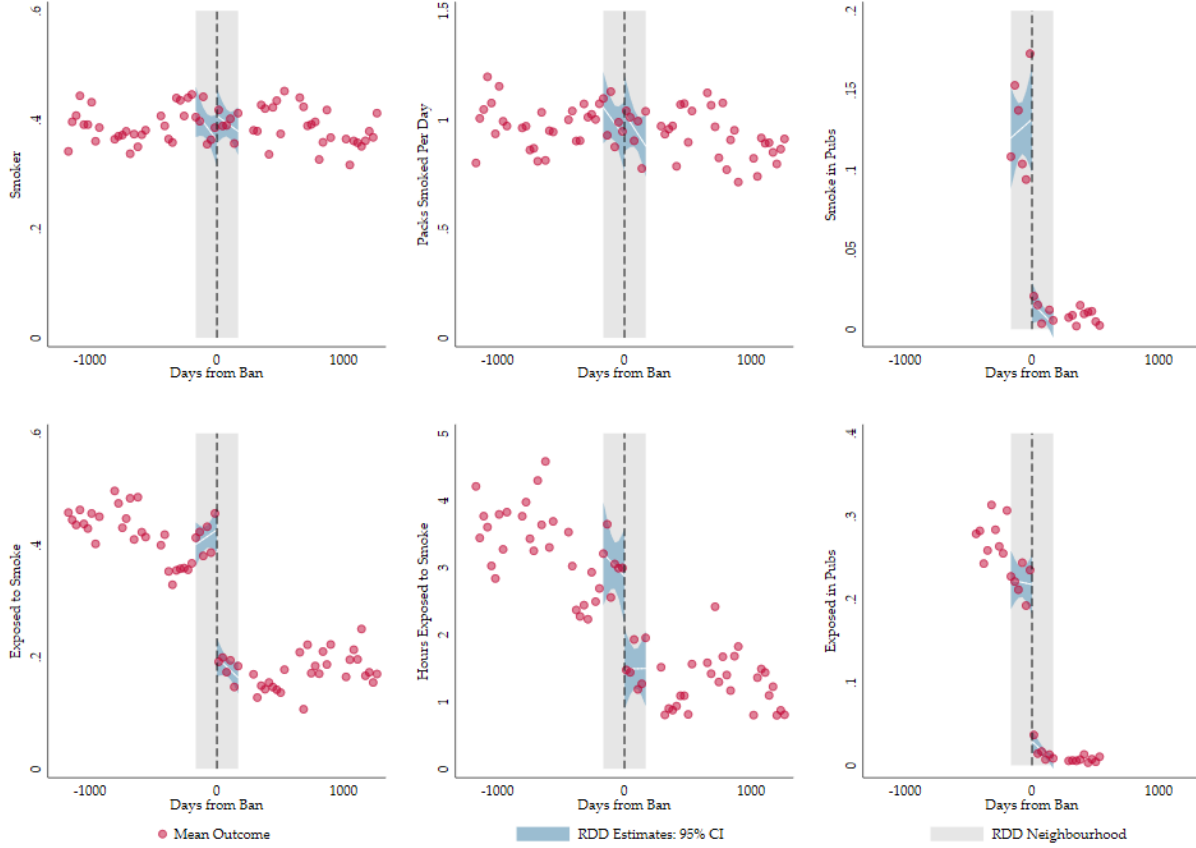 Smoker
.6
.4
.2
0
-1000 0 1000
Days from Ban
Packs Smoked Per Day
1.5
1
.5
0
-1000 0 1000
Days from Ban
Smoke in Pubs
.2
.15
.1
.05
0
-1000 0 1000
Days from Ban
Exposed to Smoke
.6
.4
.2
0
-1000 0 1000
Days from Ban
Hours Exposed to Smoke
5
4
3
2
1
0
-1000 0 1000
Days from Ban
Exposed in Pubs
.4
.3
.2
.1
0
-1000 0 1000
Days from Ban
Mean Outcome
RDD Estimates: 95% CI
RDD Neighbourhood